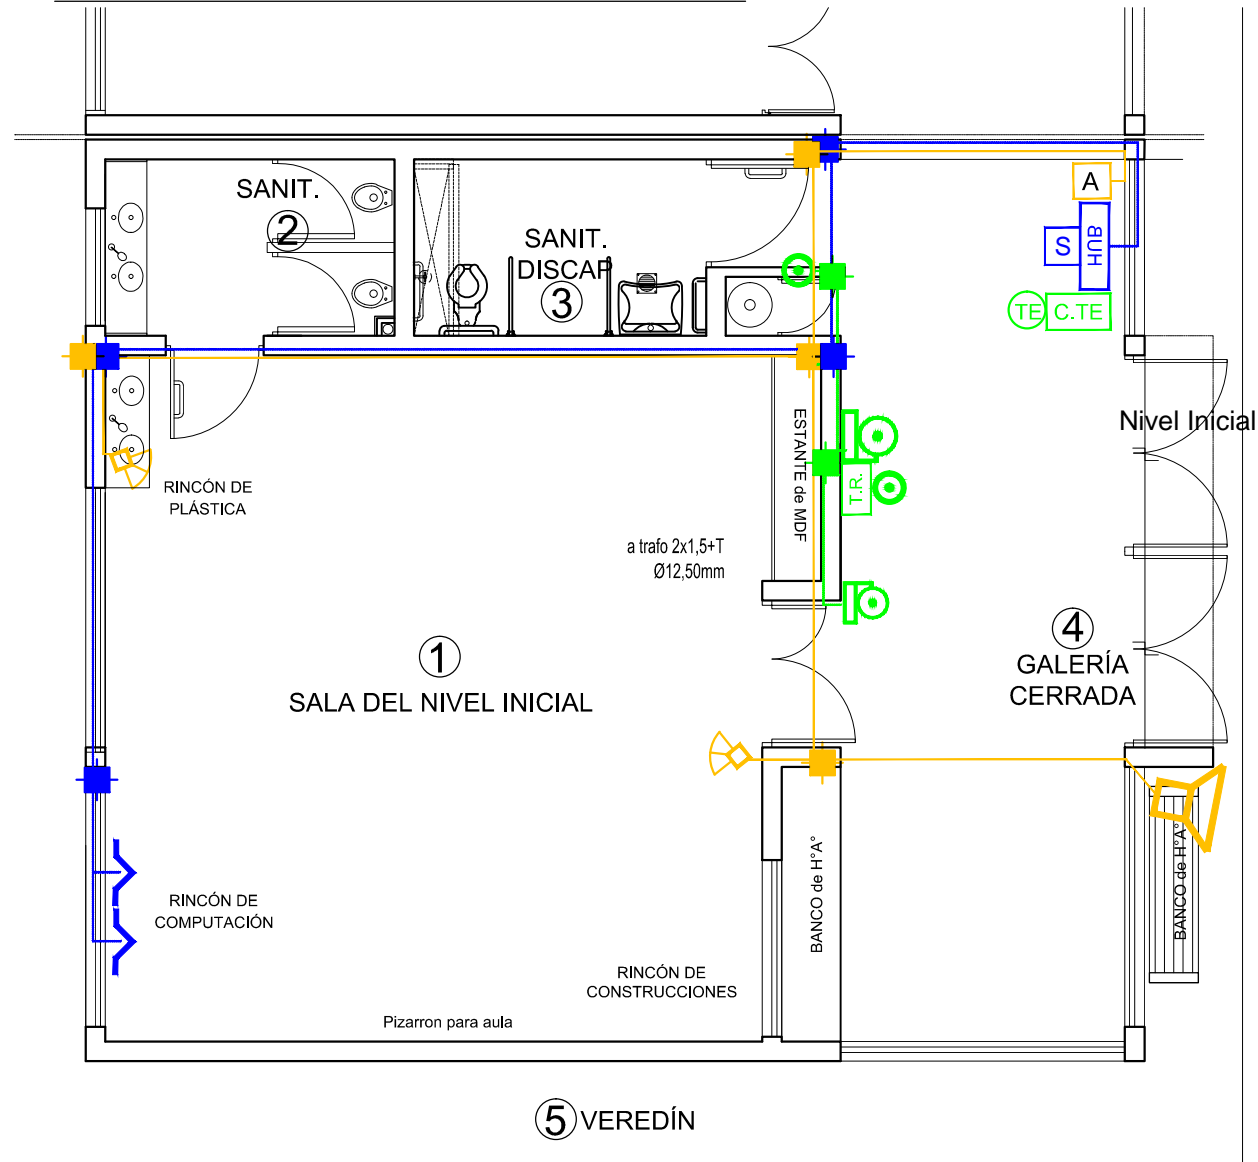 SANIT.
2
SANIT.
DISCAP
3
A
HUB
S
TE
C.TE
Nivel Inicial
ESTANTE de MDF
T.R.
RINCÓN DE
PLÁSTICA
a trafo 2x1,5+T
Ø12,50mm
1
SALA DEL NIVEL INICIAL
4
GALERÍA
CERRADA
BANCO de H°A°
BANCO de H°A°
RINCÓN DE
COMPUTACIÓN
RINCÓN DE
CONSTRUCCIONES
Pizarron para aula
5 VEREDÍN